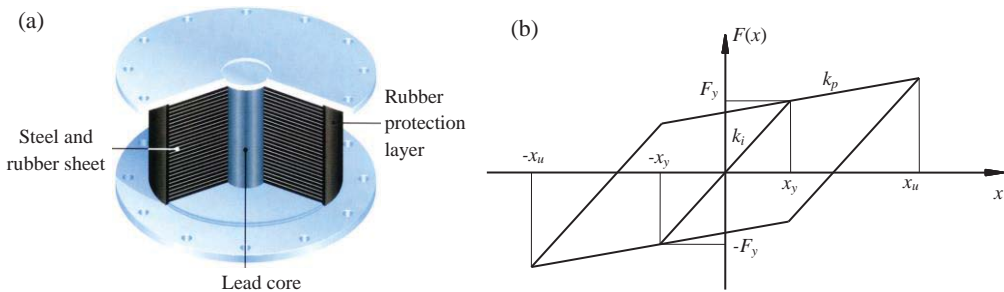 (a)
Steel and
rubber sheet
Rubber
protection
layer
Lead core
(b)
F(x)
F_y
k_p
k_i
-x_u
-x_y
x_y
x_u
x
-F_y